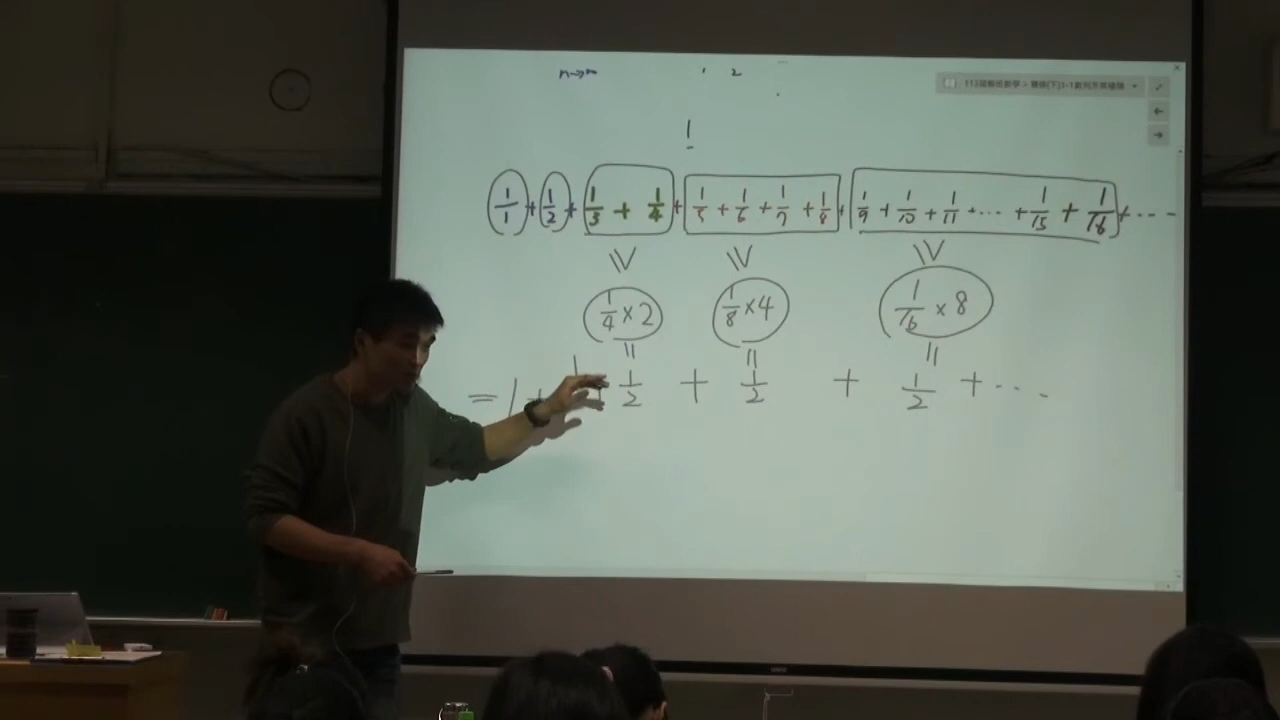 n→∞ 1 2
1/1 + 1/2 + 1/3 + 1/4 + 1/5 + 1/6 + 1/7 + 1/8 + 1/9 + 1/10 + 1/11 + ⋯ + 1/15 + 1/16 + ⋯
≥ ≥ ≥
1/4 × 2 1/8 × 4 1/16 × 8
= = =
= 1 + 1/2 + 1/2 + 1/2 + ⋯